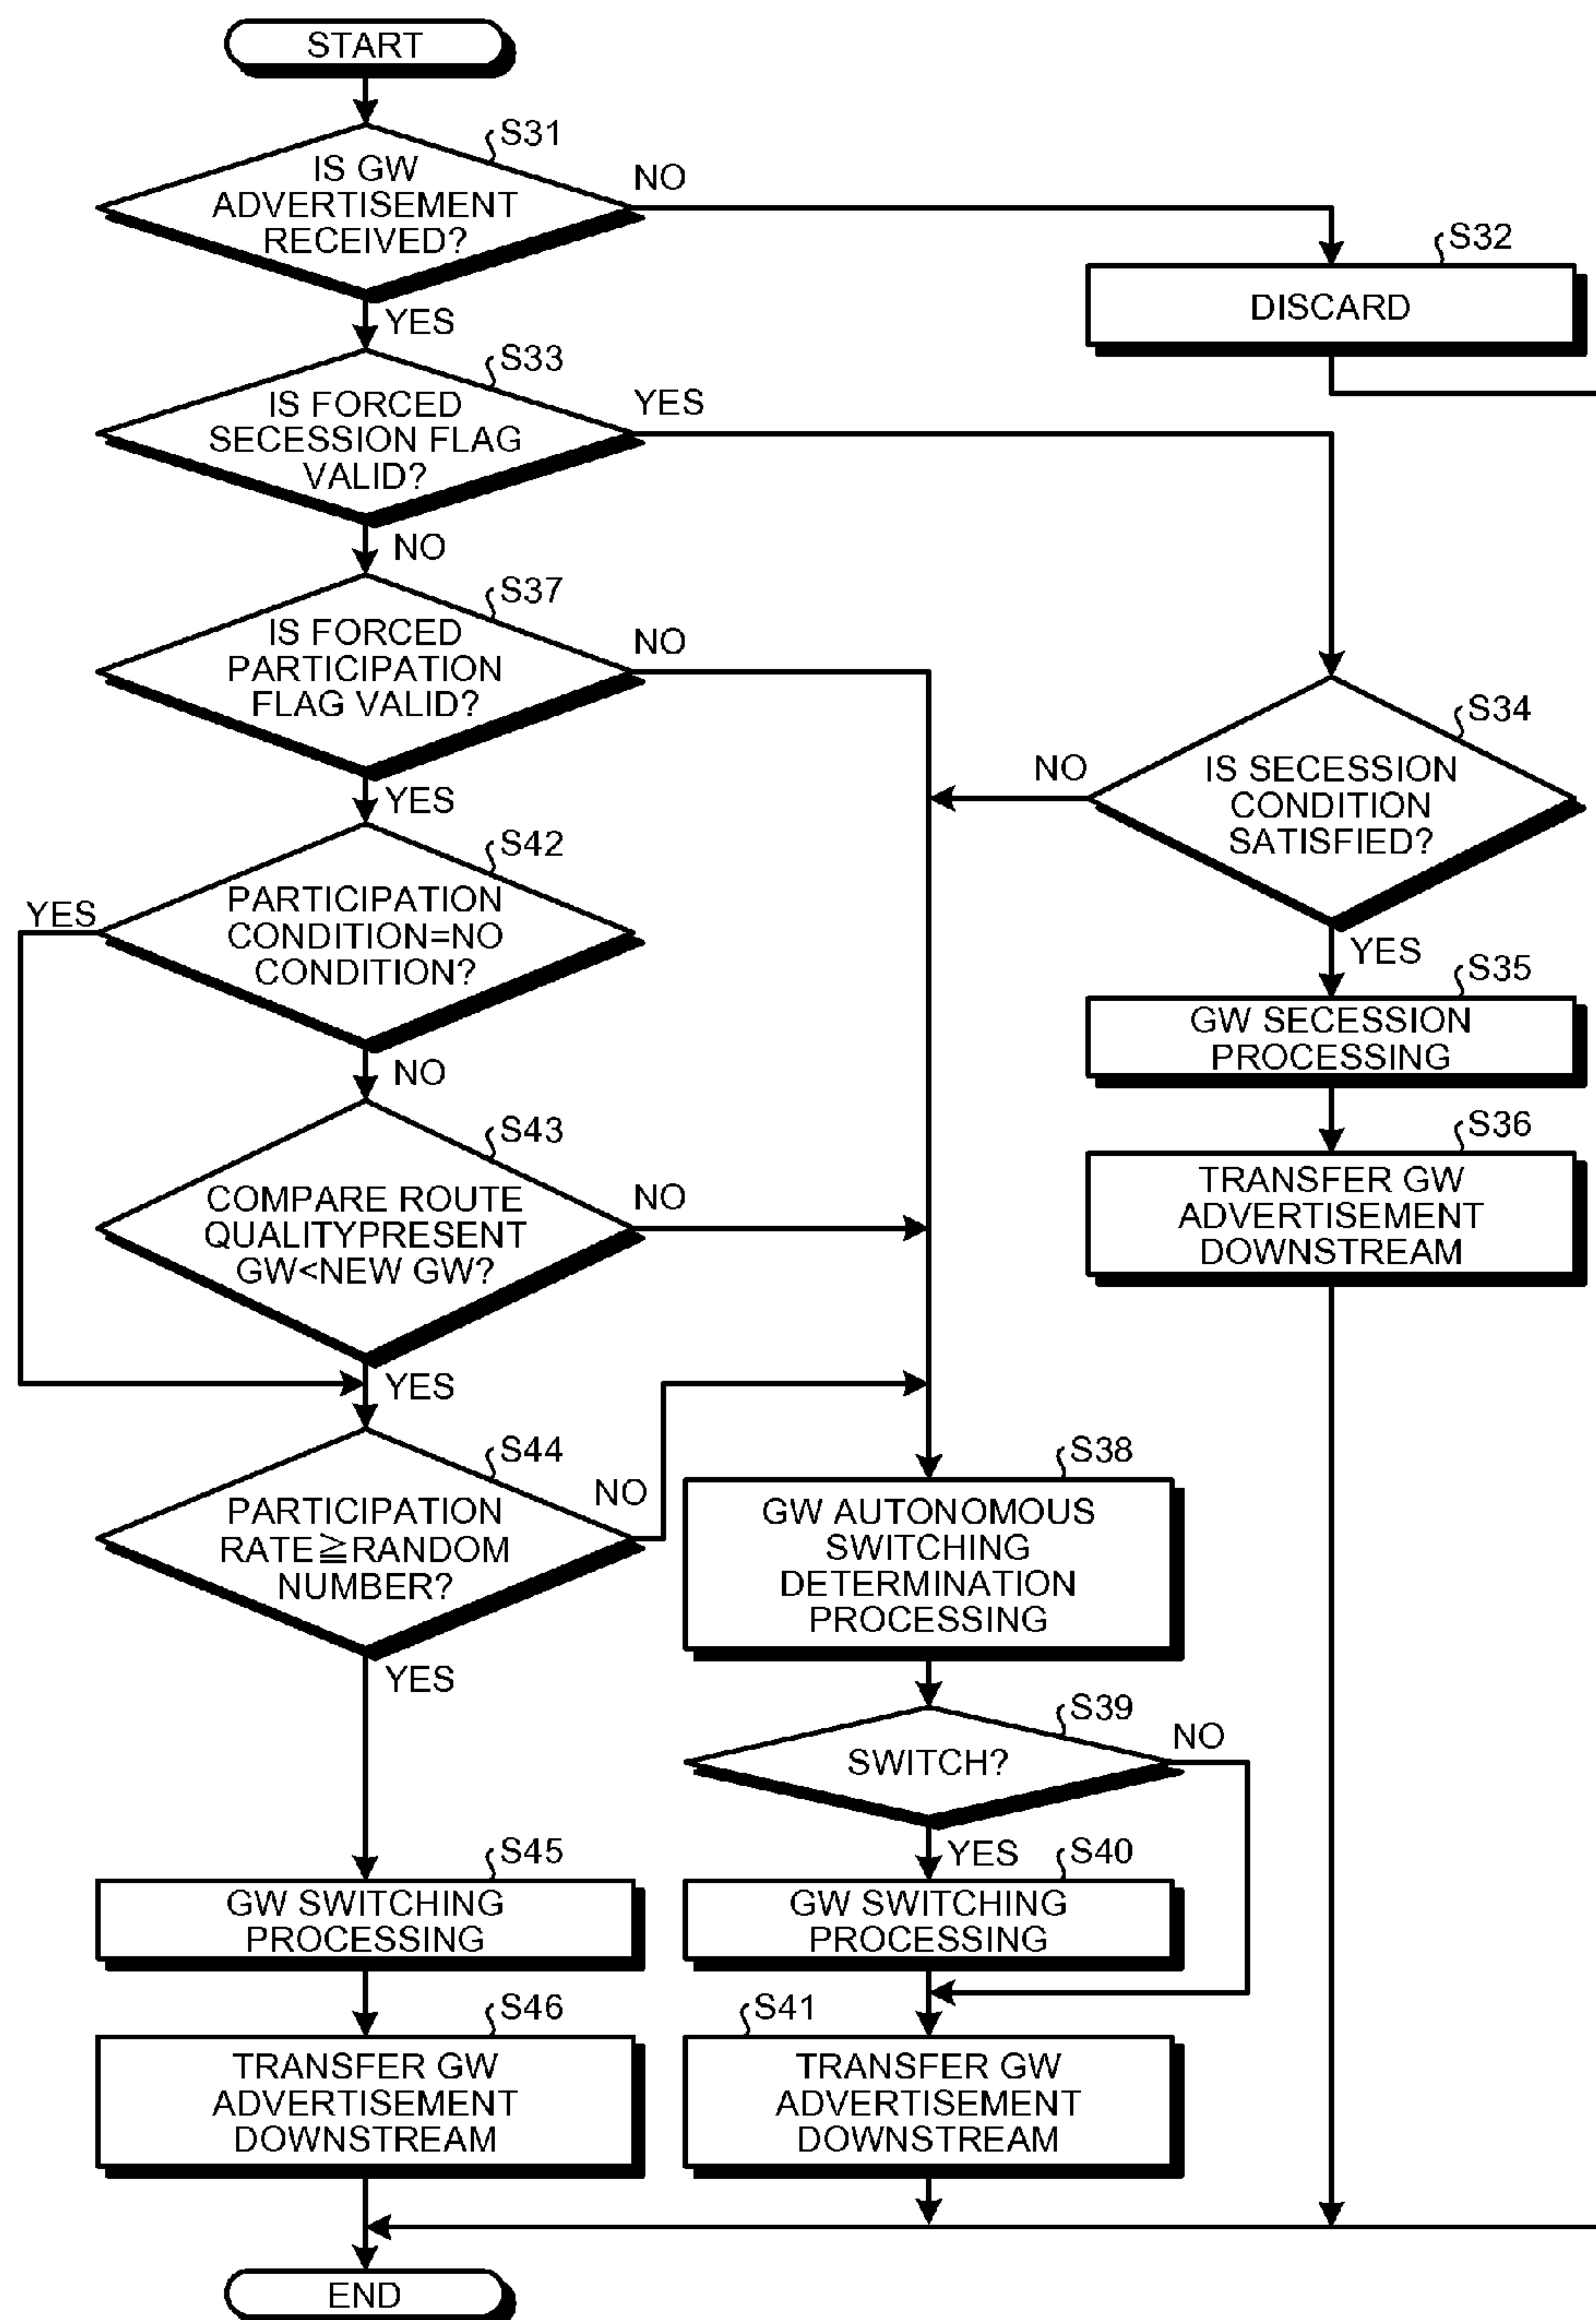 START
S31
IS GW
ADVERTISEMENT
RECEIVED?
NO
S32
DISCARD
YES
S33
IS FORCED
SECESSION FLAG
VALID?
YES
NO
S37
IS FORCED
PARTICIPATION
FLAG VALID?
NO
S34
IS SECESSION
CONDITION
SATISFIED?
NO
YES
YES
S42
PARTICIPATION
CONDITION=NO
CONDITION?
YES
NO
S35
GW SECESSION
PROCESSING
S36
TRANSFER GW
ADVERTISEMENT
DOWNSTREAM
S43
COMPARE ROUTE
QUALITYPRESENT
GW<NEW GW?
NO
YES
S44
PARTICIPATION
RATE≧RANDOM
NUMBER?
NO
YES
S38
GW AUTONOMOUS
SWITCHING
DETERMINATION
PROCESSING
S39
SWITCH?
NO
YES
S45
GW SWITCHING
PROCESSING
S40
GW SWITCHING
PROCESSING
S46
TRANSFER GW
ADVERTISEMENT
DOWNSTREAM
S41
TRANSFER GW
ADVERTISEMENT
DOWNSTREAM
END